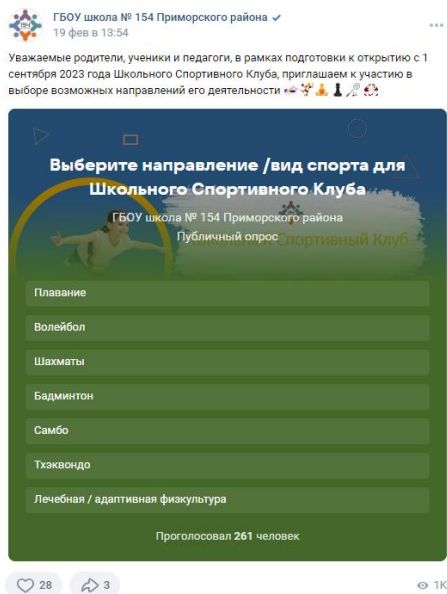 ГБОУ школа № 154 Приморского района
19 фев в 13:54
Уважаемые родители, ученики и педагоги, в рамках подготовки к открытию с 1
сентября 2023 года Школьного Спортивного Клуба, приглашаем к участию в
выборе возможных направлений его деятельности
Выберите направление /вид спорта для
Школьного Спортивного Клуба
ГБОУ школа № 154 Приморского района
Школьный Спортивный Клуб
Публичный опрос
Плавание
Волейбол
Шахматы
Бадминтон
Самбо
Тхэквондо
Лечебная / адаптивная физкультура
Проголосовал 261 человек
28
3
1K